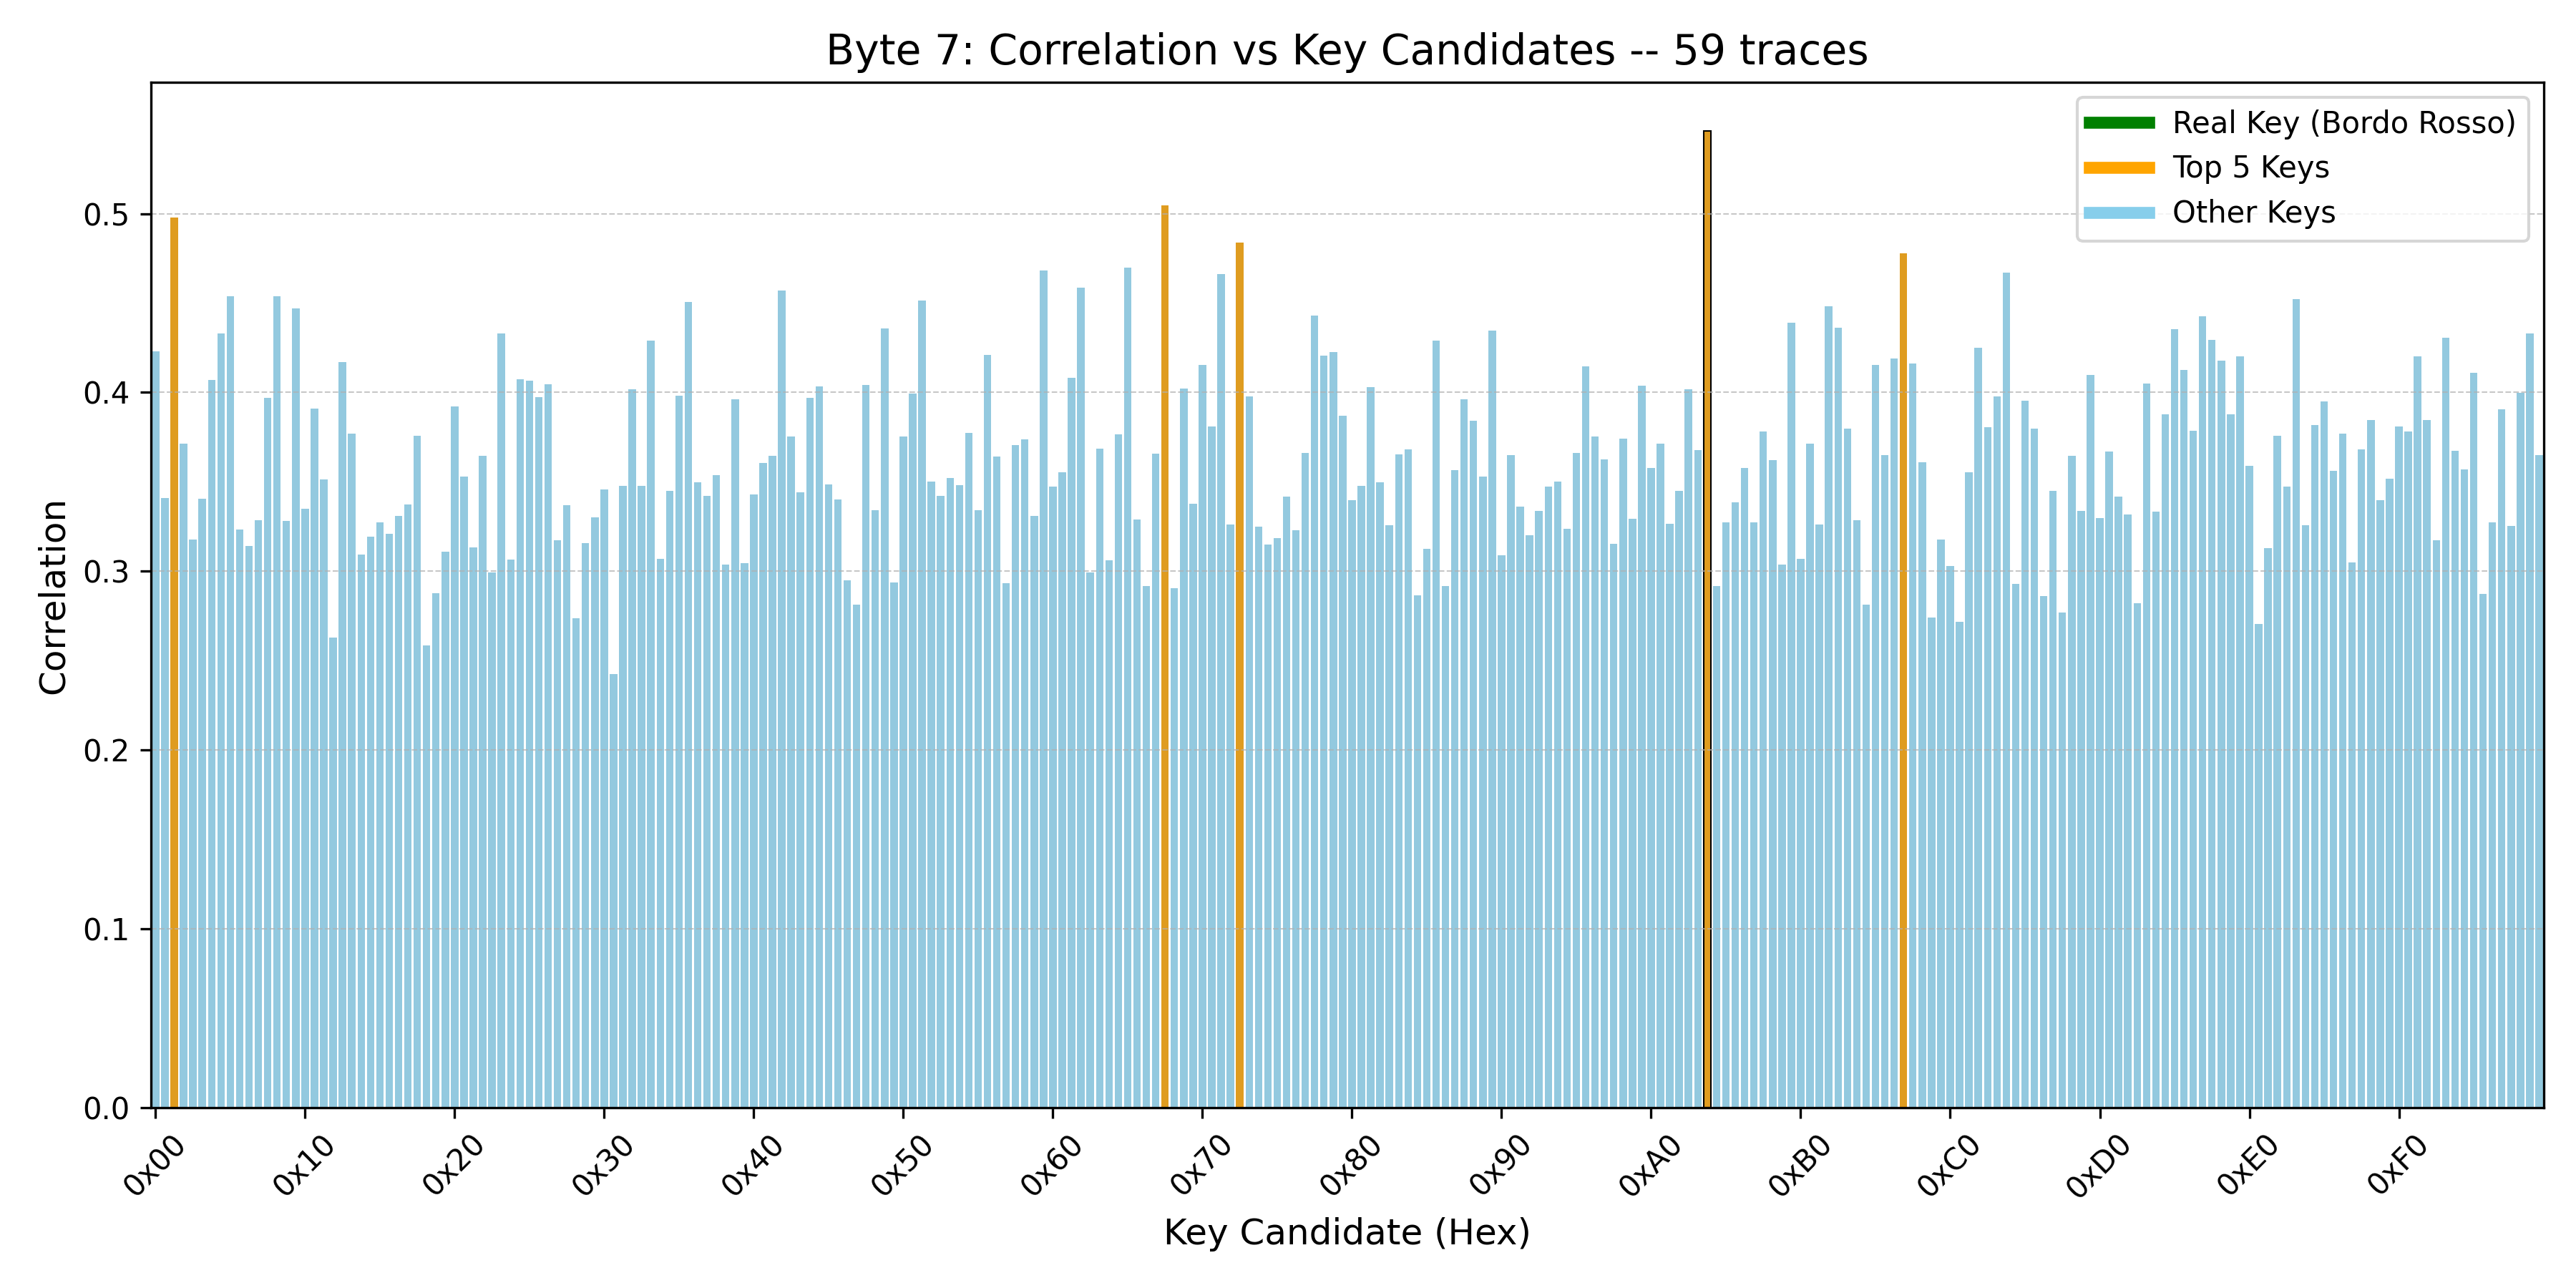 Byte 7: Correlation vs Key Candidates -- 59 traces
Real Key (Bordo Rosso)
Top 5 Keys
Other Keys
Correlation
0.5
0.4
0.3
0.2
0.1
0.0
0x00 0x10 0x20 0x30 0x40 0x50 0x60 0x70 0x80 0x90 0xA0 0xB0 0xC0 0xD0 0xE0 0xF0
Key Candidate (Hex)